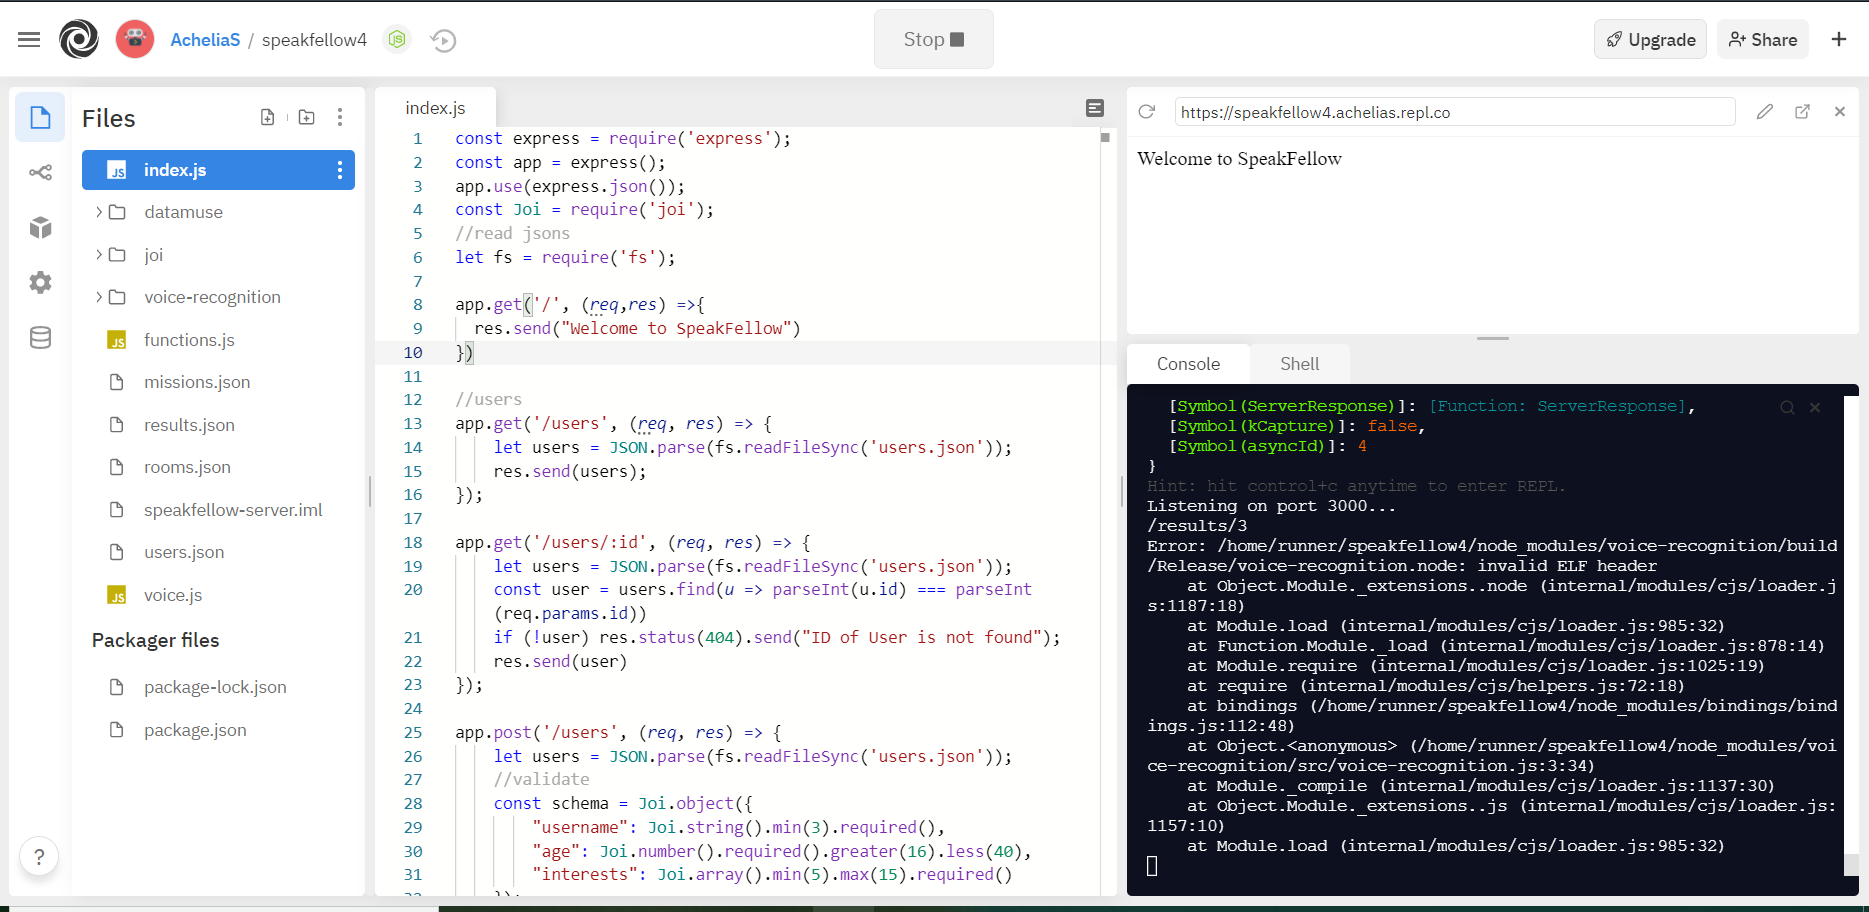 AcheliaS / speakfellow4
Stop
Upgrade
Share
Files
index.js
datamuse
joi
voice-recognition
functions.js
missions.json
results.json
rooms.json
speakfellow-server.iml
users.json
voice.js
Packager files
package-lock.json
package.json
?
index.js
1 const express = require('express');
2 const app = express();
3 app.use(express.json());
4 const Joi = require('joi');
5 //read jsons
6 let fs = require('fs');
7
8 app.get('/', (req,res) =>{
9 res.send("Welcome to SpeakFellow")
10 })
11
12 //users
13 app.get('/users', (req, res) => {
14 let users = JSON.parse(fs.readFileSync('users.json'));
15 res.send(users);
16 });
17
18 app.get('/users/:id', (req, res) => {
19 let users = JSON.parse(fs.readFileSync('users.json'));
20 const user = users.find(u => parseInt(u.id) === parseInt
(req.params.id))
21 if (!user) res.status(404).send("ID of User is not found");
22 res.send(user)
23 });
24
25 app.post('/users', (req, res) => {
26 let users = JSON.parse(fs.readFileSync('users.json'));
27 //validate
28 const schema = Joi.object({
29 "username": Joi.string().min(3).required(),
30 "age": Joi.number().required().greater(16).less(40),
31 "interests": Joi.array().min(5).max(15).required()
https://speakfellow4.achelias.repl.co
Welcome to SpeakFellow
Console
Shell
[Symbol(ServerResponse)]: [Function: ServerResponse],
[Symbol(kCapture)]: false,
[Symbol(asyncId)]: 4
}
Hint: hit control+c anytime to enter REPL.
Listening on port 3000...
/results/3
Error: /home/runner/speakfellow4/node_modules/voice-recognition/build
/Release/voice-recognition.node: invalid ELF header
at Object.Module._extensions..node (internal/modules/cjs/loader.j
s:1187:18)
at Module.load (internal/modules/cjs/loader.js:985:32)
at Function.Module._load (internal/modules/cjs/loader.js:878:14)
at Module.require (internal/modules/cjs/loader.js:1025:19)
at require (internal/modules/cjs/helpers.js:72:18)
at bindings (/home/runner/speakfellow4/node_modules/bindings/bind
ings.js:112:48)
at Object.<anonymous> (/home/runner/speakfellow4/node_modules/voi
ce-recognition/src/voice-recognition.js:3:34)
at Module._compile (internal/modules/cjs/loader.js:1137:30)
at Object.Module._extensions..js (internal/modules/cjs/loader.js:
1157:10)
at Module.load (internal/modules/cjs/loader.js:985:32)